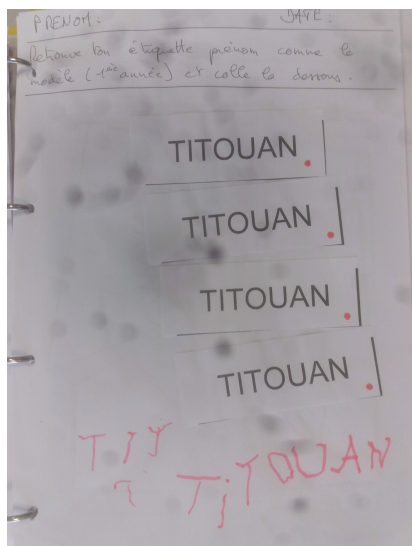 PRENOM: DATE:
Retrouve ton étiquette prénom comme le
modèle (1ère année) et colle le dessous.
TITOUAN
TITOUAN
TITOUAN
TITOUAN
TIT
T
TiTOUAN